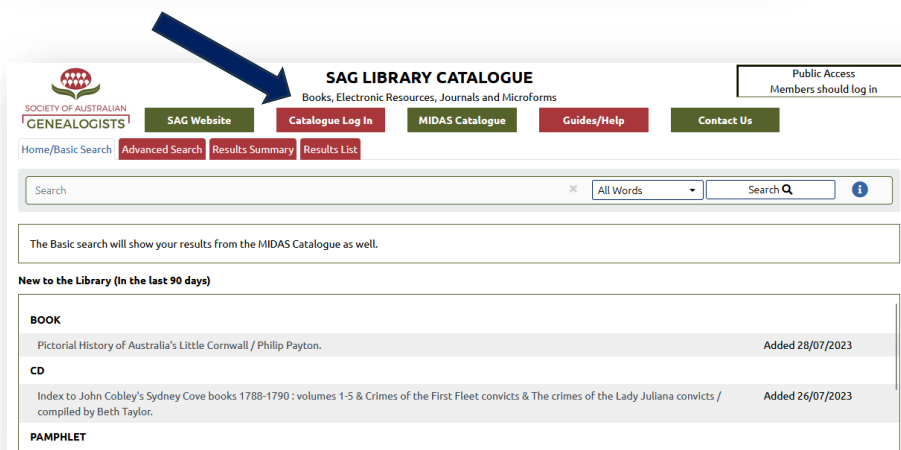 SAG LIBRARY CATALOGUE
Books, Electronic Resources, Journals and Microforms
Public Access
Members should log in
SOCIETY OF AUSTRALIAN
GENEALOGISTS
SAG Website
Catalogue Log In
MIDAS Catalogue
Guides/Help
Contact Us
Home/Basic Search
Advanced Search
Results Summary
Results List
Search
All Words
Search
The Basic search will show your results from the MIDAS Catalogue as well.
New to the Library (In the last 90 days)
BOOK
Pictorial History of Australia's Little Cornwall / Philip Payton.
Added 28/07/2023
CD
Index to John Cobley's Sydney Cove books 1788-1790 : volumes 1-5 & Crimes of the First Fleet convicts & The crimes of the Lady Juliana convicts /
compiled by Beth Taylor.
Added 26/07/2023
PAMPHLET